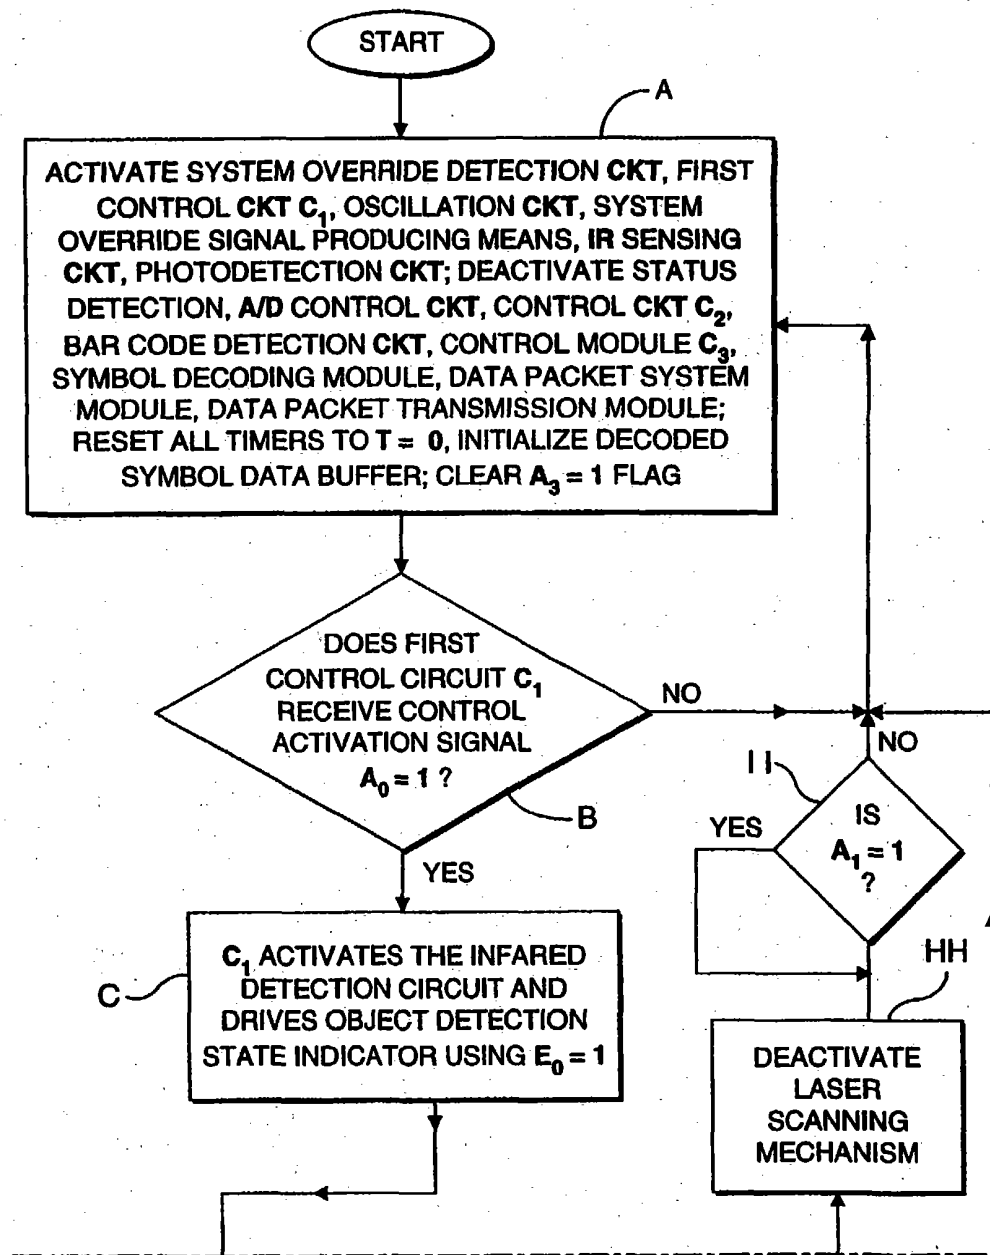 START
A
ACTIVATE SYSTEM OVERRIDE DETECTION CKT, FIRST
CONTROL CKT C₁, OSCILLATION CKT, SYSTEM
OVERRIDE SIGNAL PRODUCING MEANS, IR SENSING
CKT, PHOTODETECTION CKT; DEACTIVATE STATUS
DETECTION, A/D CONTROL CKT, CONTROL CKT C₂,
BAR CODE DETECTION CKT, CONTROL MODULE C₃,
SYMBOL DECODING MODULE, DATA PACKET SYSTEM
MODULE, DATA PACKET TRANSMISSION MODULE;
RESET ALL TIMERS TO T = 0, INITIALIZE DECODED
SYMBOL DATA BUFFER; CLEAR A₃ = 1 FLAG
DOES FIRST
CONTROL CIRCUIT C₁
RECEIVE CONTROL
ACTIVATION SIGNAL
A₀ = 1 ?
NO
B
YES
NO
II
IS
A₁ = 1
?
YES
C₁ ACTIVATES THE INFARED
DETECTION CIRCUIT AND
DRIVES OBJECT DETECTION
STATE INDICATOR USING E₀ = 1
C
HH
DEACTIVATE
LASER
SCANNING
MECHANISM